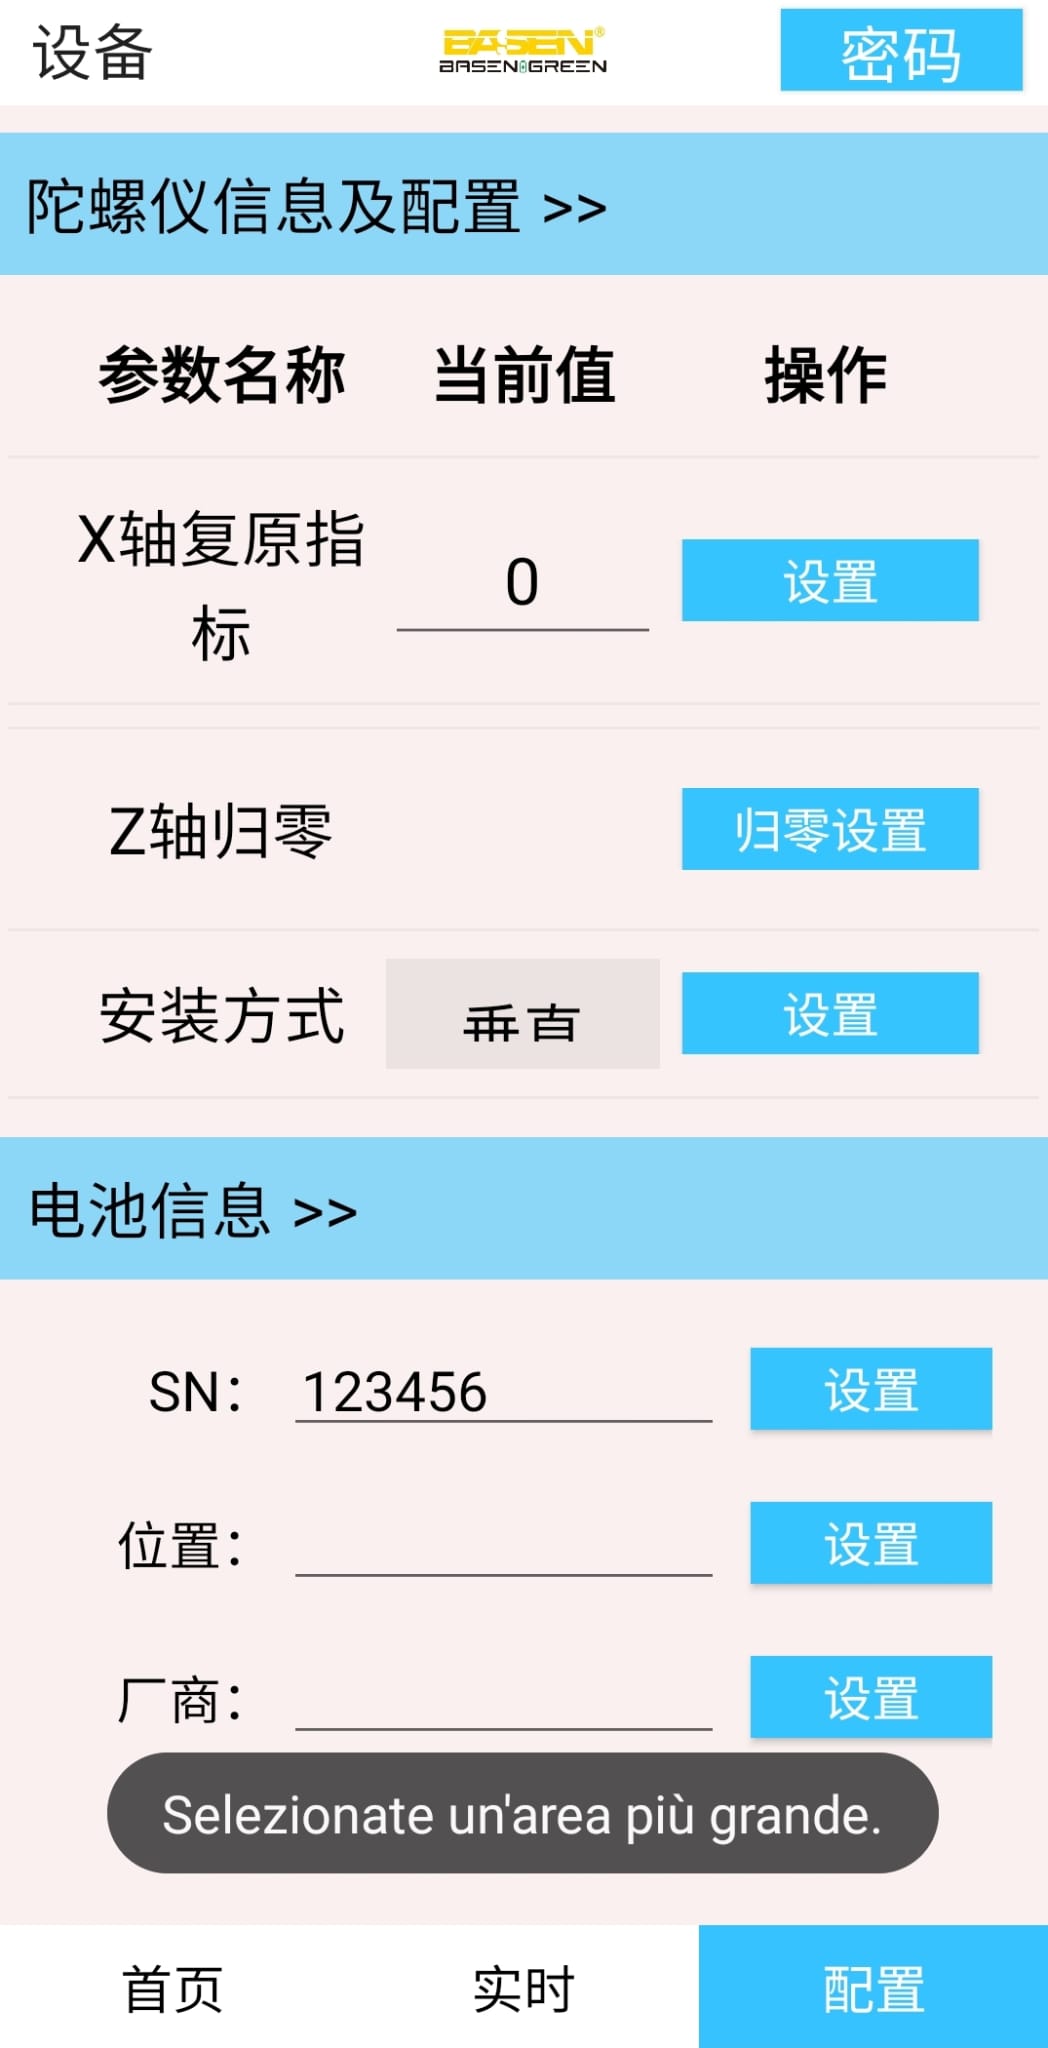 设备
BASEN®
BASEN GREEN
密码
陀螺仪信息及配置 >>
参数名称 当前值 操作
X轴复原指
标
0
设置
Z轴归零 归零设置
安装方式 垂直 设置
电池信息 >>
SN: 123456 设置
位置: 设置
厂商: 设置
Selezionate un'area più grande.
首页 实时 配置